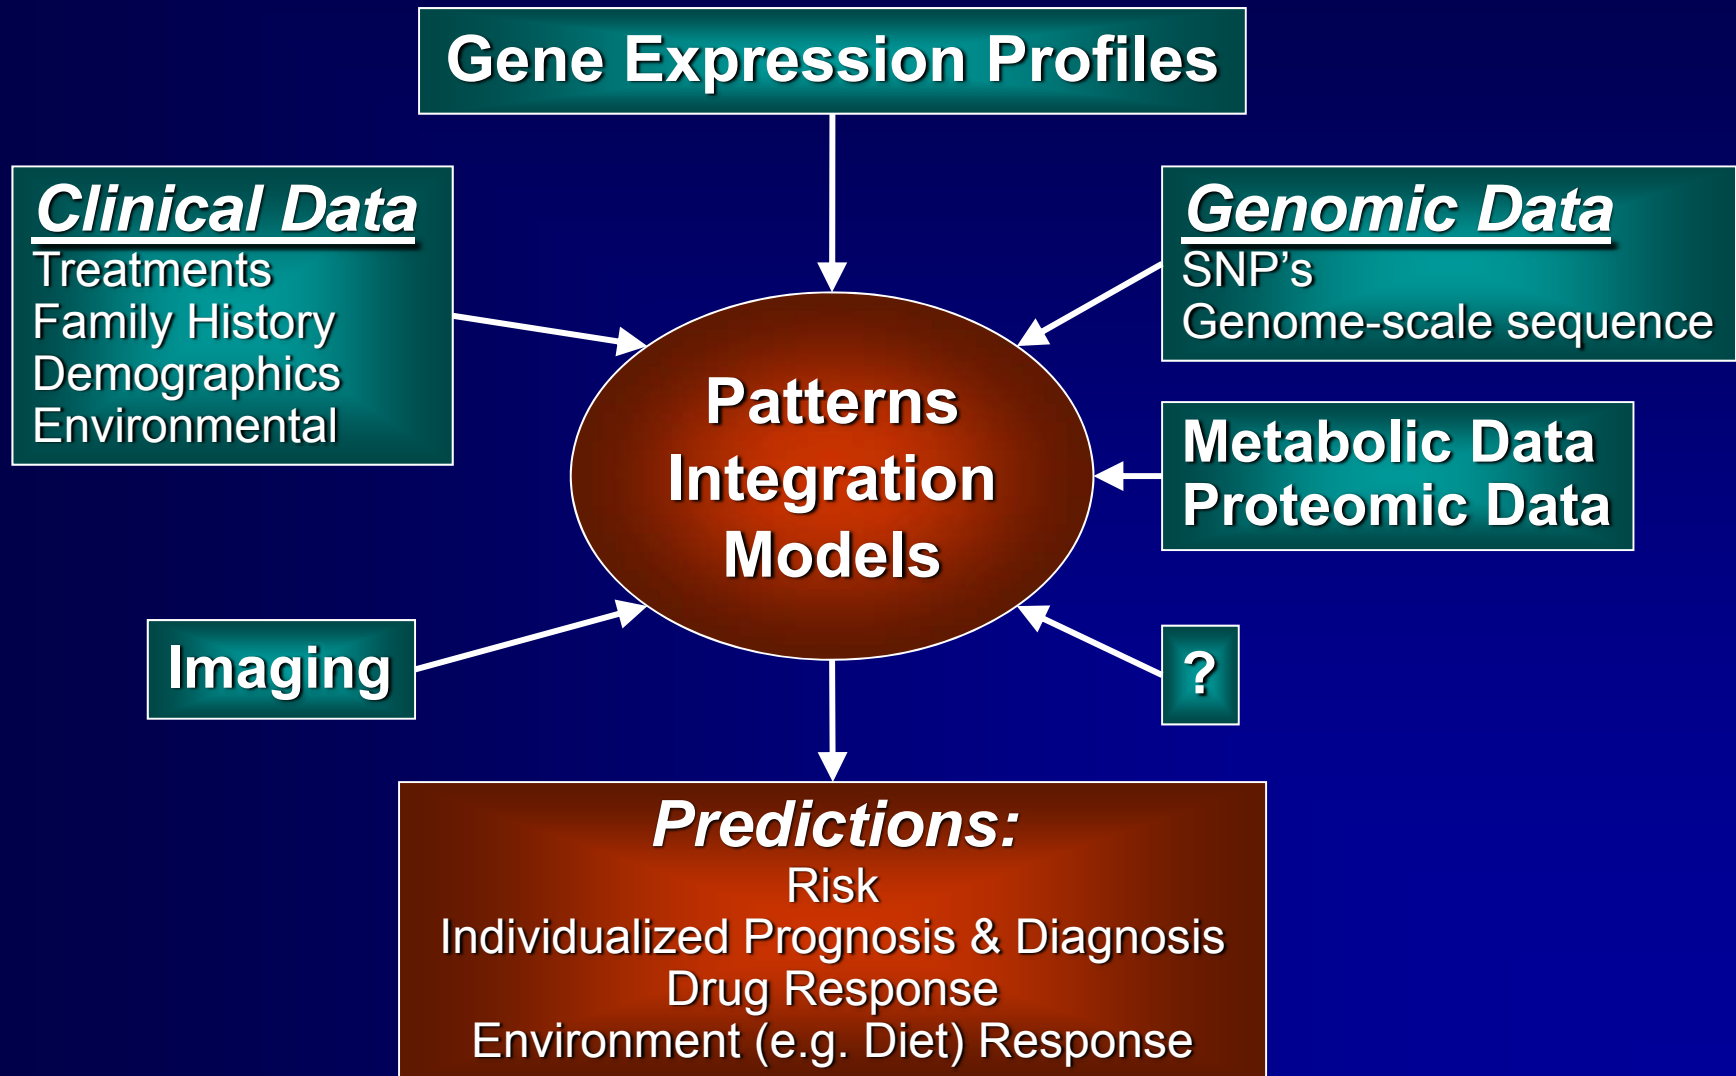 Gene Expression Profiles
Clinical Data
Treatments
Family History
Demographics
Environmental
Genomic Data
SNP’s
Genome-scale sequence
Patterns
Integration
Models
Metabolic Data
Proteomic Data
Imaging
?
Predictions:
Risk
Individualized Prognosis & Diagnosis
Drug Response
Environment (e.g. Diet) Response